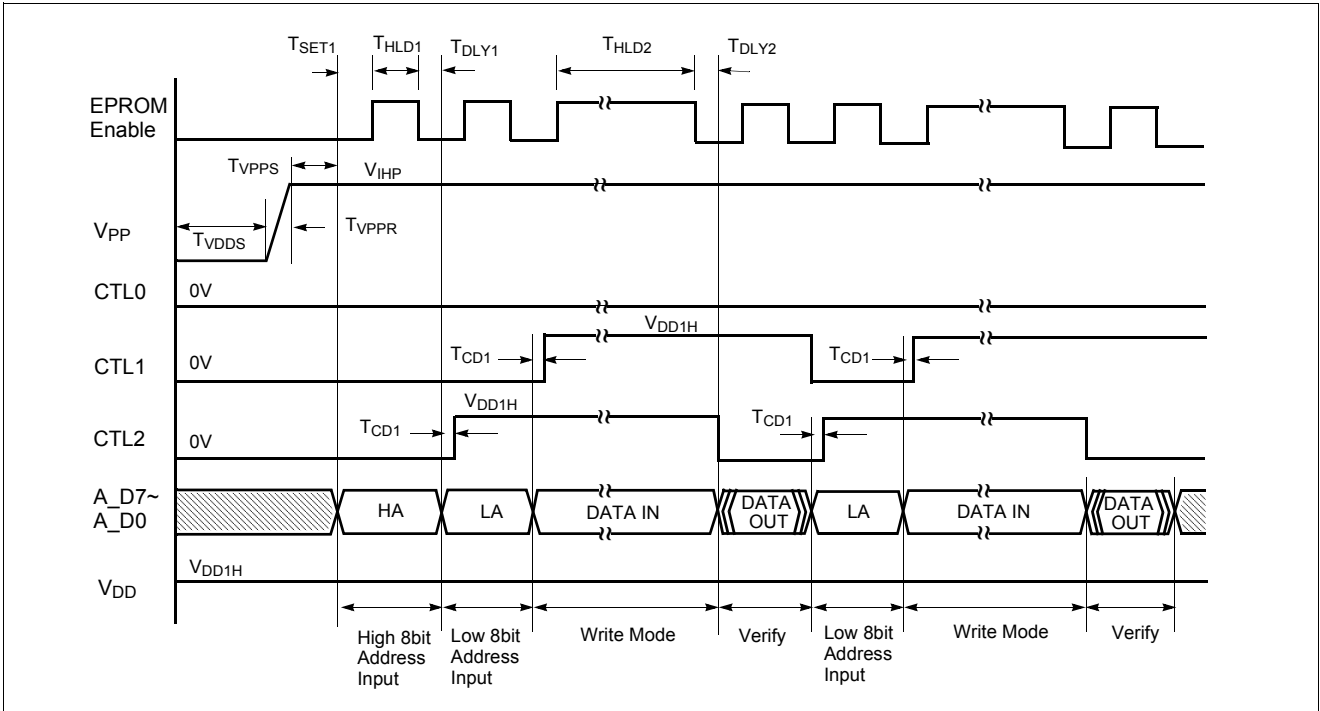 TSET1 THLD1 TDLY1 THLD2 TDLY2
EPROM
Enable
TVPPS VIHP
VPP TVDDS TVPPR
CTL0 0V
VDD1H
CTL1 0V TCD1 TCD1
VDD1H
CTL2 0V TCD1 TCD1
A_D7~
A_D0
HA LA DATA IN DATA
OUT LA DATA IN DATA
OUT
VDD1H
VDD
High 8bit
Address
Input
Low 8bit
Address
Input
Write Mode
Verify
Low 8bit
Address
Input
Write Mode
Verify